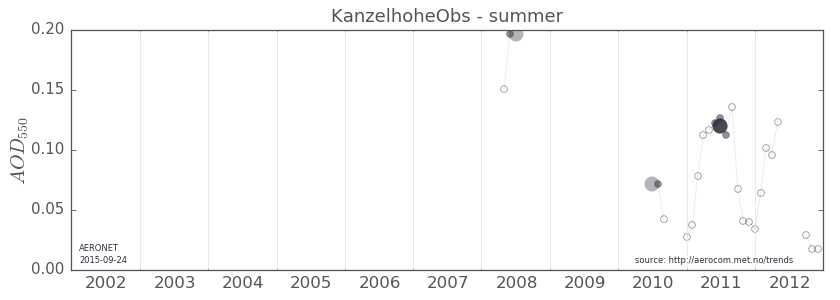 KanzelhoheObs - summer
0.20
0.15
0.10
0.05
0.00
AOD550
AERONET
2015-09-24
source: http://aerocom.met.no/trends
2002 2003 2004 2005 2006 2007 2008 2009 2010 2011 2012